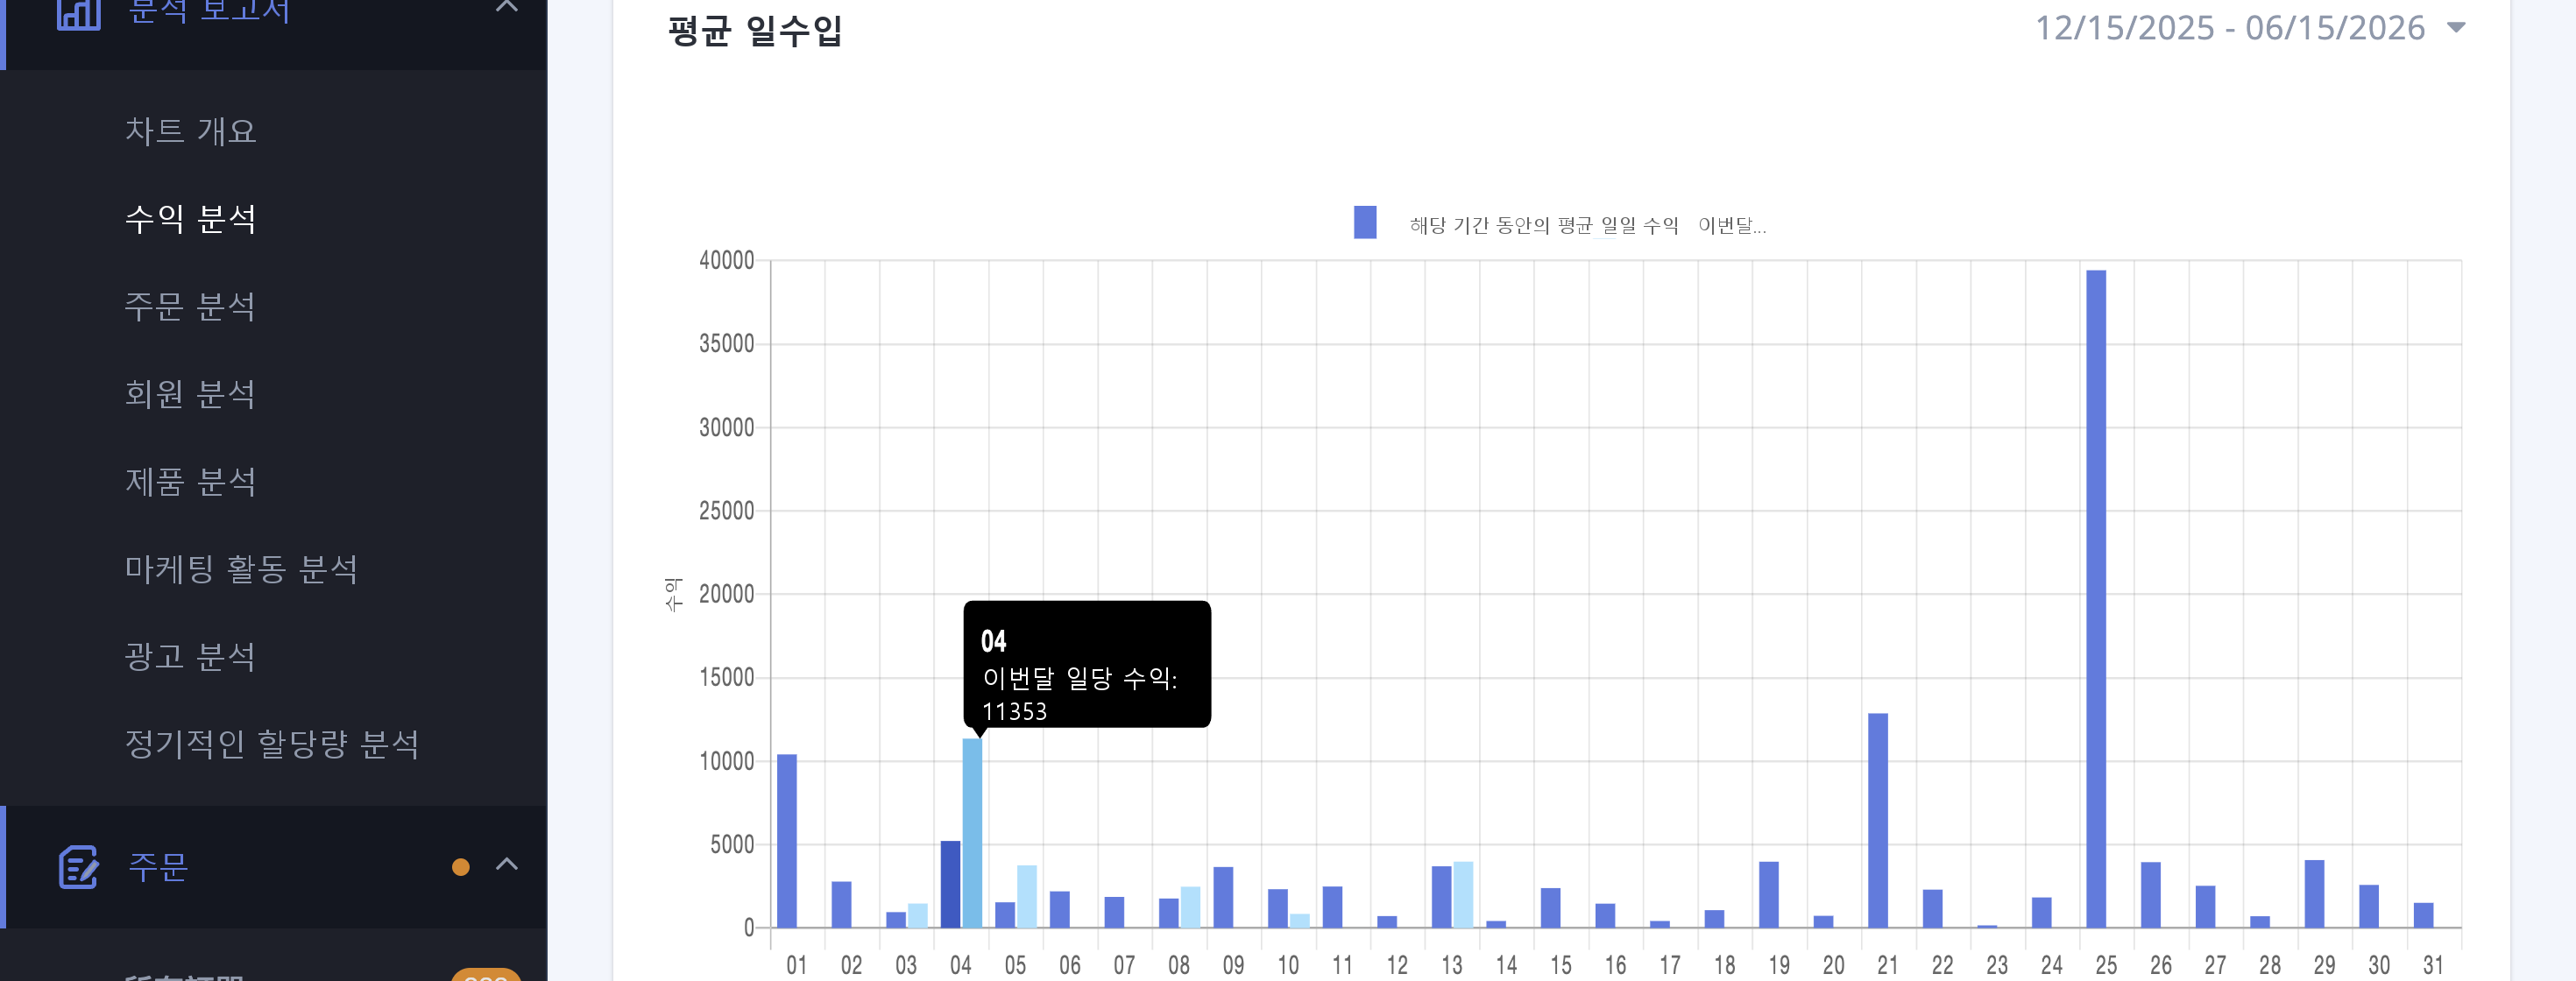 분석 보고서
차트 개요
수익 분석
주문 분석
회원 분석
제품 분석
마케팅 활동 분석
광고 분석
정기적인 할당량 분석
주문
평균 일수입
12/15/2025 - 06/15/2026
해당 기간 동안의 평균 일일 수익 이번달...
수익
40000
35000
30000
25000
20000
15000
10000
5000
0
04
이번달 일당 수익:
11353
01 02 03 04 05 06 07 08 09 10 11 12 13 14 15 16 17 18 19 20 21 22 23 24 25 26 27 28 29 30 31